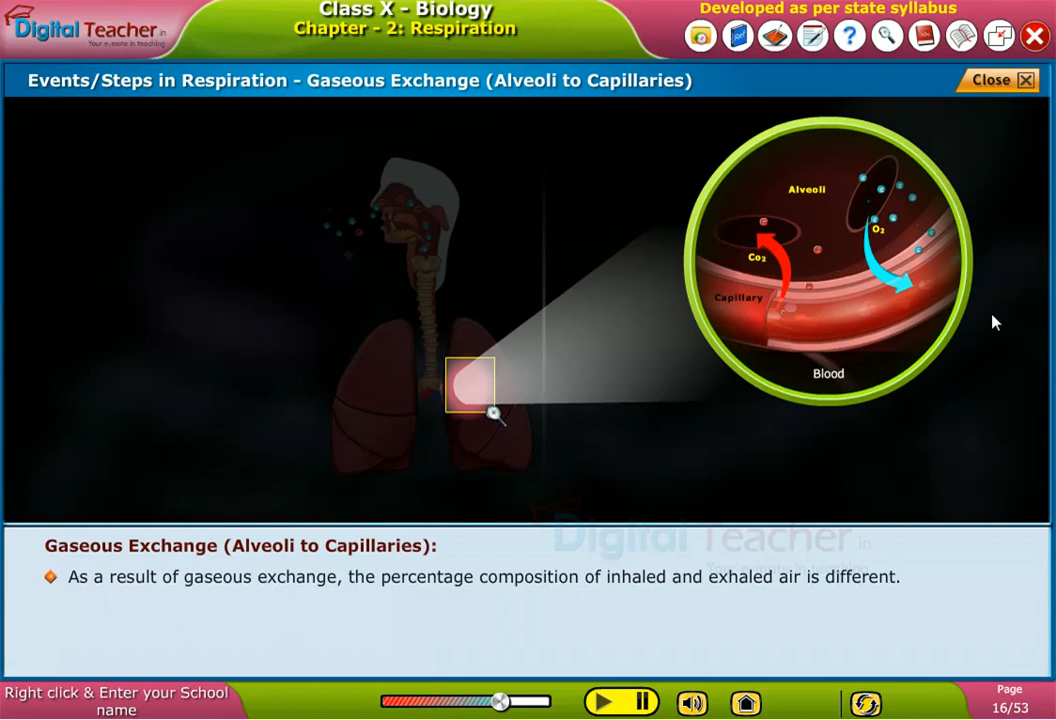 Class X - Biology
Chapter - 2: Respiration
Developed as per state syllabus
Digital Teacher.in
Your e-mate in teaching
Events/Steps in Respiration - Gaseous Exchange (Alveoli to Capillaries)
Close
Alveoli
O2
Co2
Capillary
Blood
Digital Teacher.in
Gaseous Exchange (Alveoli to Capillaries):
As a result of gaseous exchange, the percentage composition of inhaled and exhaled air is different.
Right click & Enter your School
name
Page
16/53